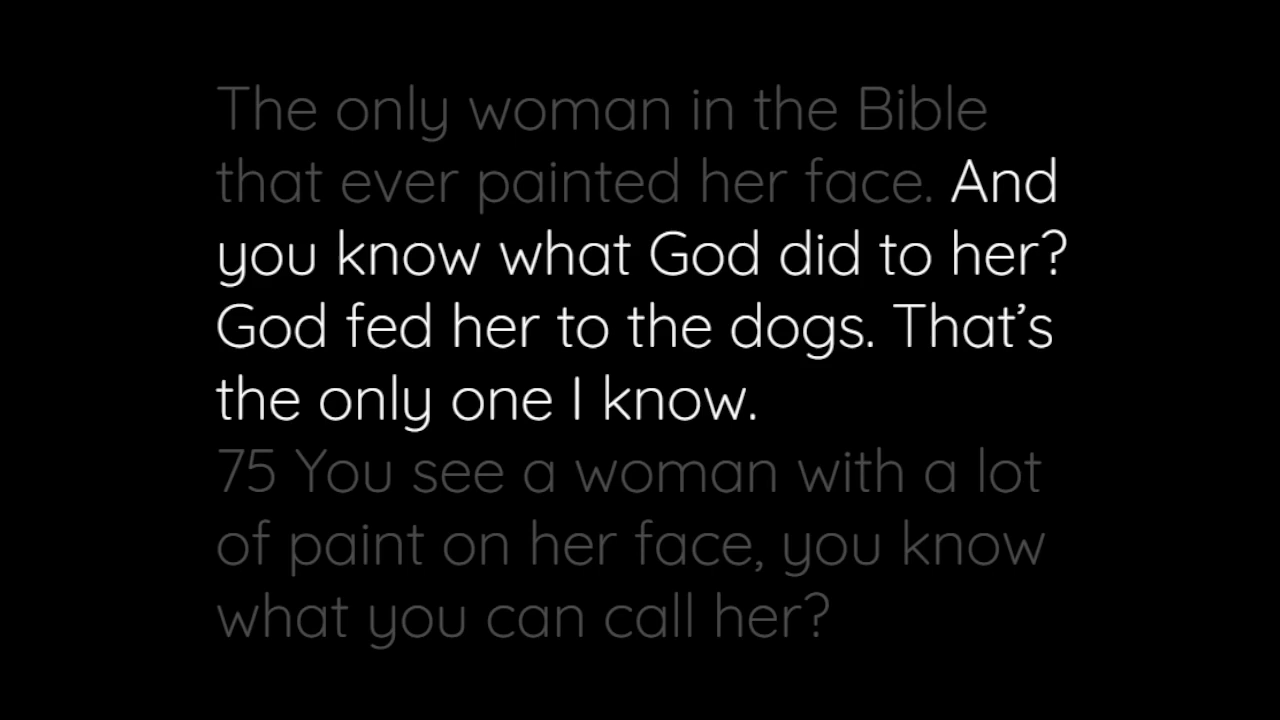 The only woman in the Bible
that ever painted her face. And
you know what God did to her?
God fed her to the dogs. That’s
the only one I know.
75 You see a woman with a lot
of paint on her face, you know
what you can call her?